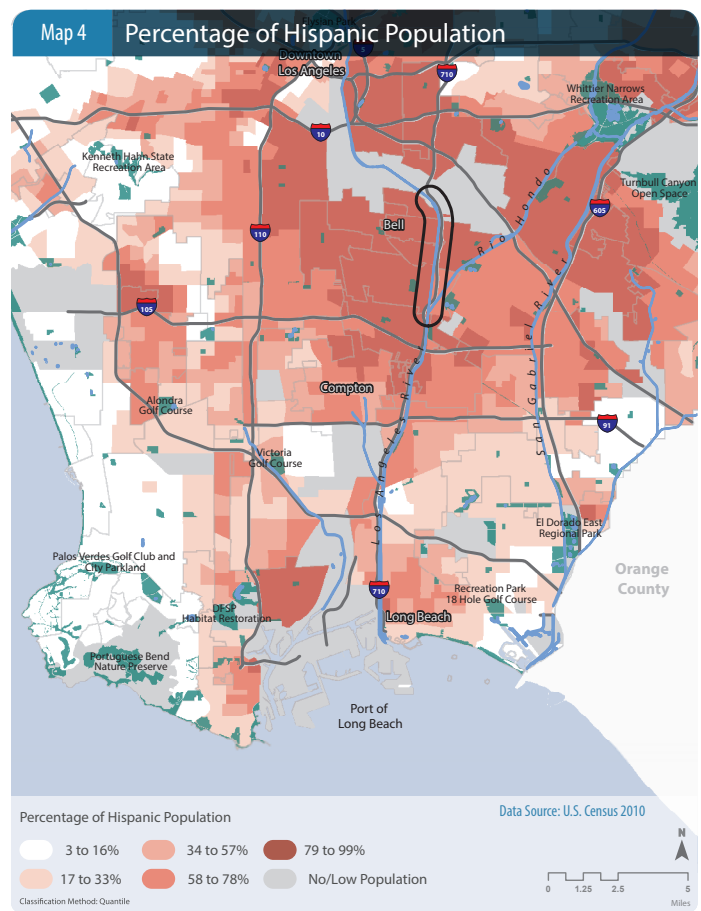 Map 4
Percentage of Hispanic Population
Elysian Park
5
Downtown
Los Angeles
710
Whittier Narrows
Recreation Area
10
Kenneth Hahn State
Recreation Area
Turnbull Canyon
Open Space
605
Rio Hondo
Bell
110
105
San Gabriel River
Compton
Los Angeles River
Alondra
Golf Course
91
Victoria
Golf Course
El Dorado East
Regional Park
Palos Verdes Golf Club and
City Parkland
Orange
County
710
Recreation Park
18 Hole Golf Course
DFSP
Habitat Restoration
Long Beach
Portuguese Bend
Nature Preserve
Port of
Long Beach
Percentage of Hispanic Population
Data Source: U.S. Census 2010
3 to 16%
34 to 57%
79 to 99%
17 to 33%
58 to 78%
No/Low Population
Classification Method: Quantile
N
0 1.25 2.5 5
Miles